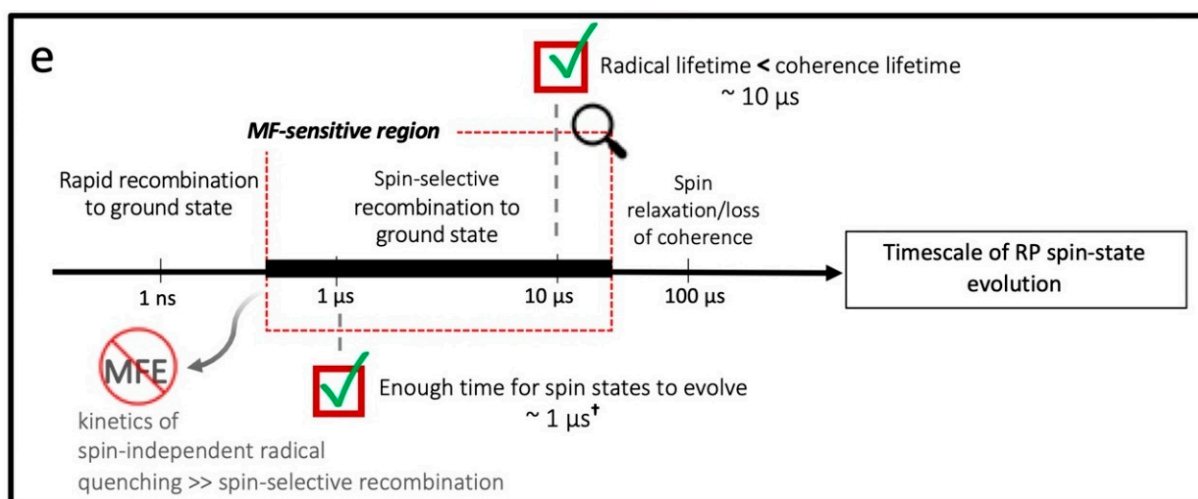 e
Radical lifetime < coherence lifetime
~ 10 µs
MF-sensitive region
Rapid recombination
to ground state
Spin-selective
recombination to
ground state
Spin
relaxation/loss
of coherence
Timescale of RP spin-state
evolution
1 ns
1 µs
10 µs
100 µs
MFE
kinetics of
spin-independent radical
quenching >> spin-selective recombination
Enough time for spin states to evolve
~ 1 µs†